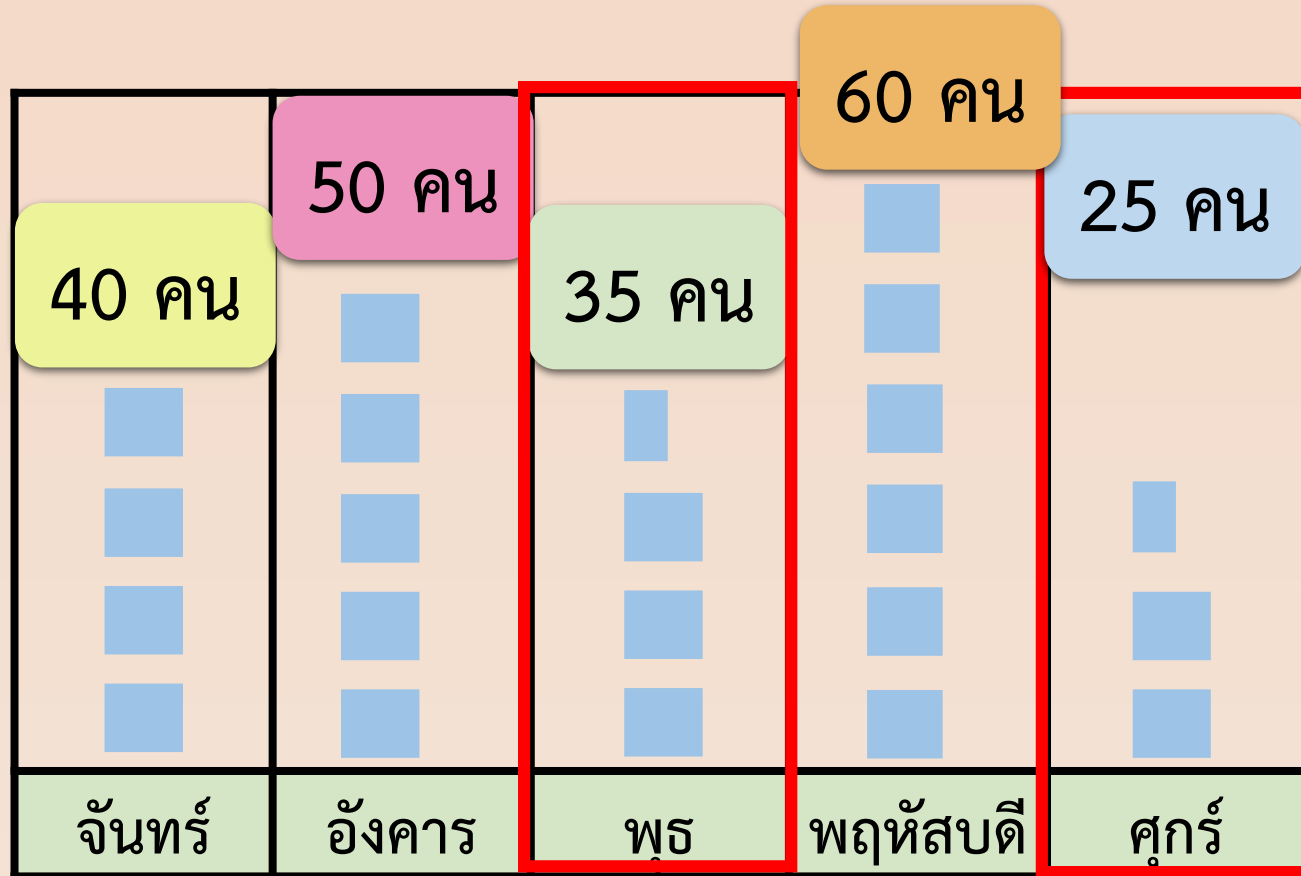 60 คน
50 คน
25 คน
40 คน
35 คน
จันทร์
อังคาร
พุธ
พฤหัสบดี
ศุกร์